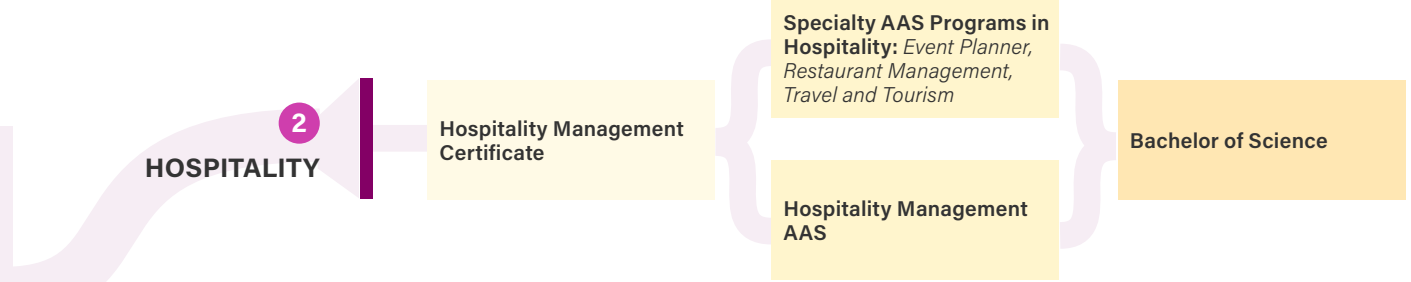 2
HOSPITALITY
Hospitality Management
Certificate
Specialty AAS Programs in
Hospitality: Event Planner,
Restaurant Management,
Travel and Tourism
Hospitality Management
AAS
Bachelor of Science